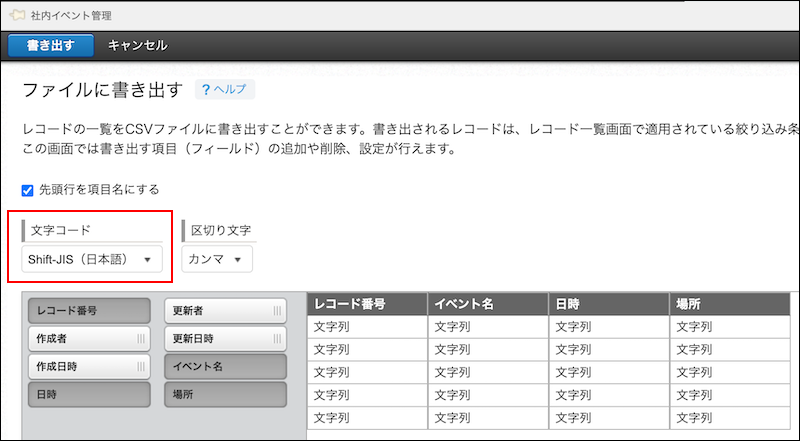 社内イベント管理
書き出す キャンセル
ファイルに書き出す ?ヘルプ
レコードの一覧をCSVファイルに書き出すことができます。書き出されるレコードは、レコード一覧画面で適用されている絞り込み条
この画面では書き出す項目（フィールド）の追加や削除、設定が行えます。
先頭行を項目名にする
文字コード 区切り文字
Shift-JIS（日本語） カンマ
レコード番号 更新者
作成者 更新日時
作成日時 イベント名
日時 場所
レコード番号 イベント名 日時 場所
文字列 文字列 文字列 文字列
文字列 文字列 文字列 文字列
文字列 文字列 文字列 文字列
文字列 文字列 文字列 文字列
文字列 文字列 文字列 文字列